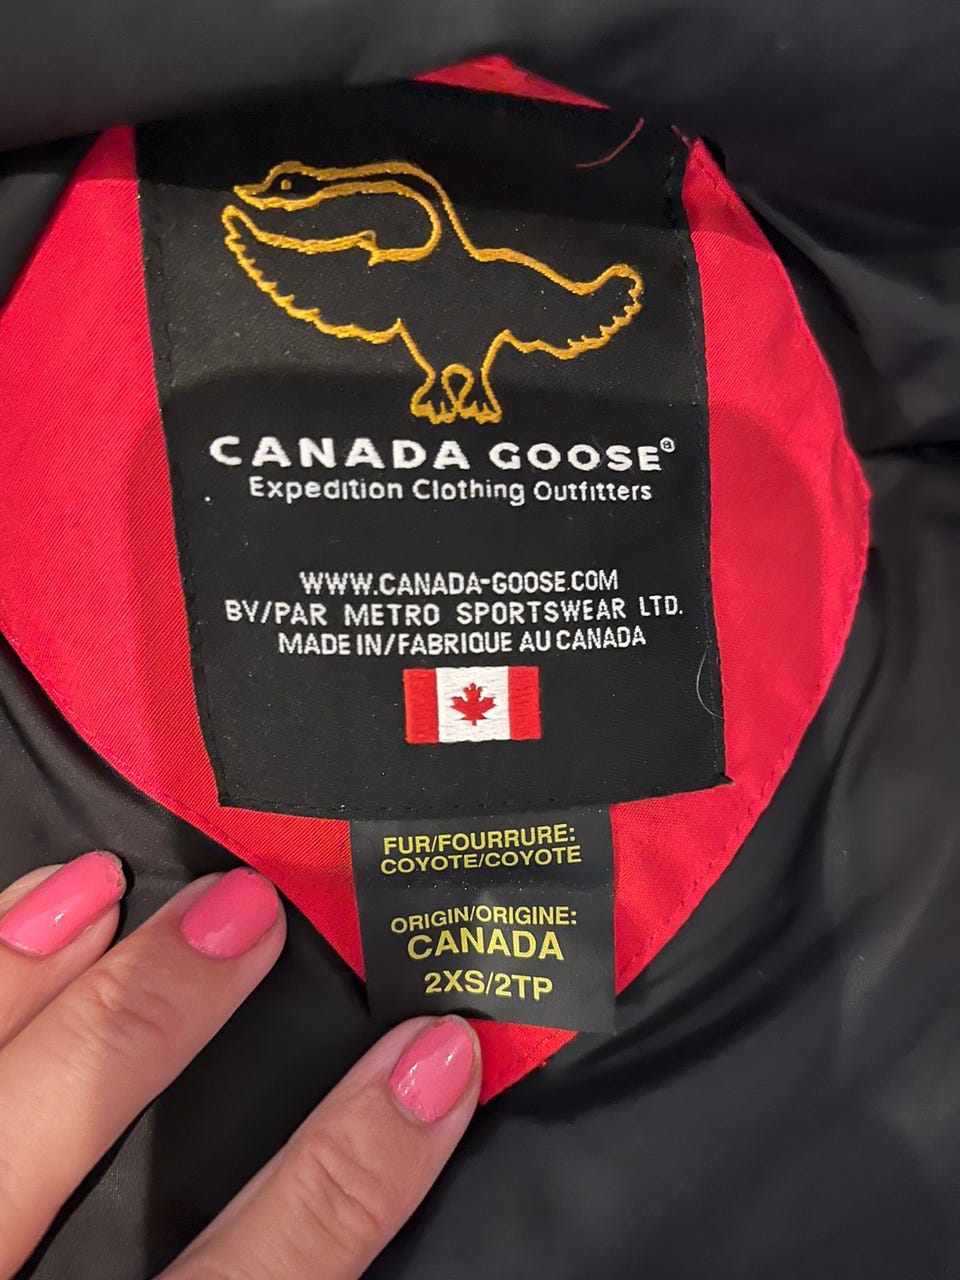 CANADA GOOSE®
Expedition Clothing Outfitters
WWW.CANADA-GOOSE.COM
BY/PAR METRO SPORTSWEAR LTD.
MADE IN/FABRIQUE AU CANADA
FUR/FOURRURE:
COYOTE/COYOTE
ORIGIN/ORIGINE:
CANADA
2XS/2TP